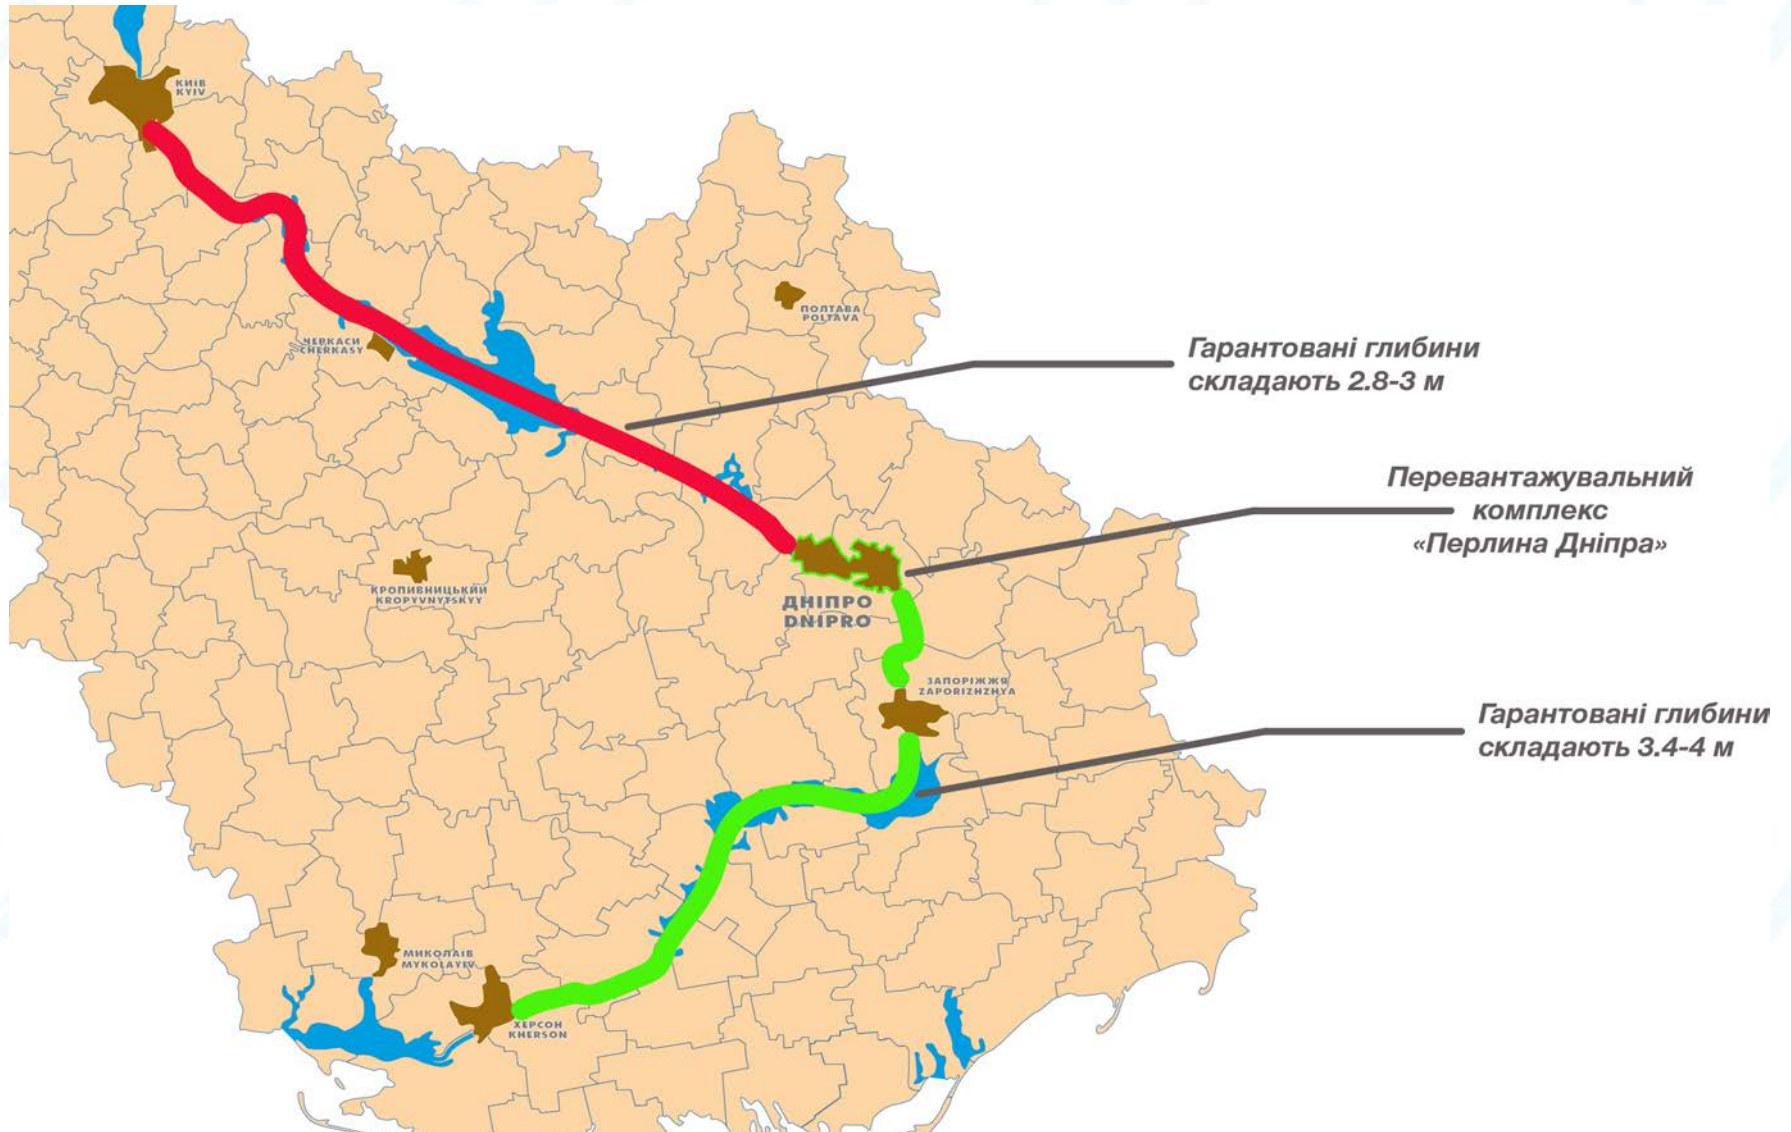 КИЇВ
KYIV
ПОЛТАВА
POLTAVA
ЧЕРКАСИ
CHERKASY
Гарантовані глибини
складають 2.8-3 м
Перевантажувальний
комплекс
«Перлина Дніпра»
КРОПИВНИЦЬКИЙ
KROPYVNYTSKYY
ДНІПРО
DNIPRO
ЗАПОРІЖЖЯ
ZAPORIZHZHYA
Гарантовані глибини
складають 3.4-4 м
МИКОЛАЇВ
MYKOLAYIV
ХЕРСОН
KHERSON